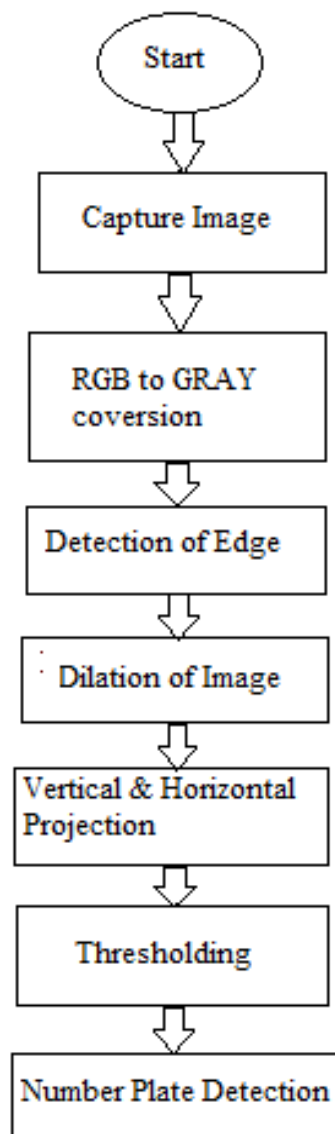 Start
Capture Image
RGB to GRAY
coversion
Detection of Edge
Dilation of Image
Vertical & Horizontal
Projection
Thresholding
Number Plate Detection